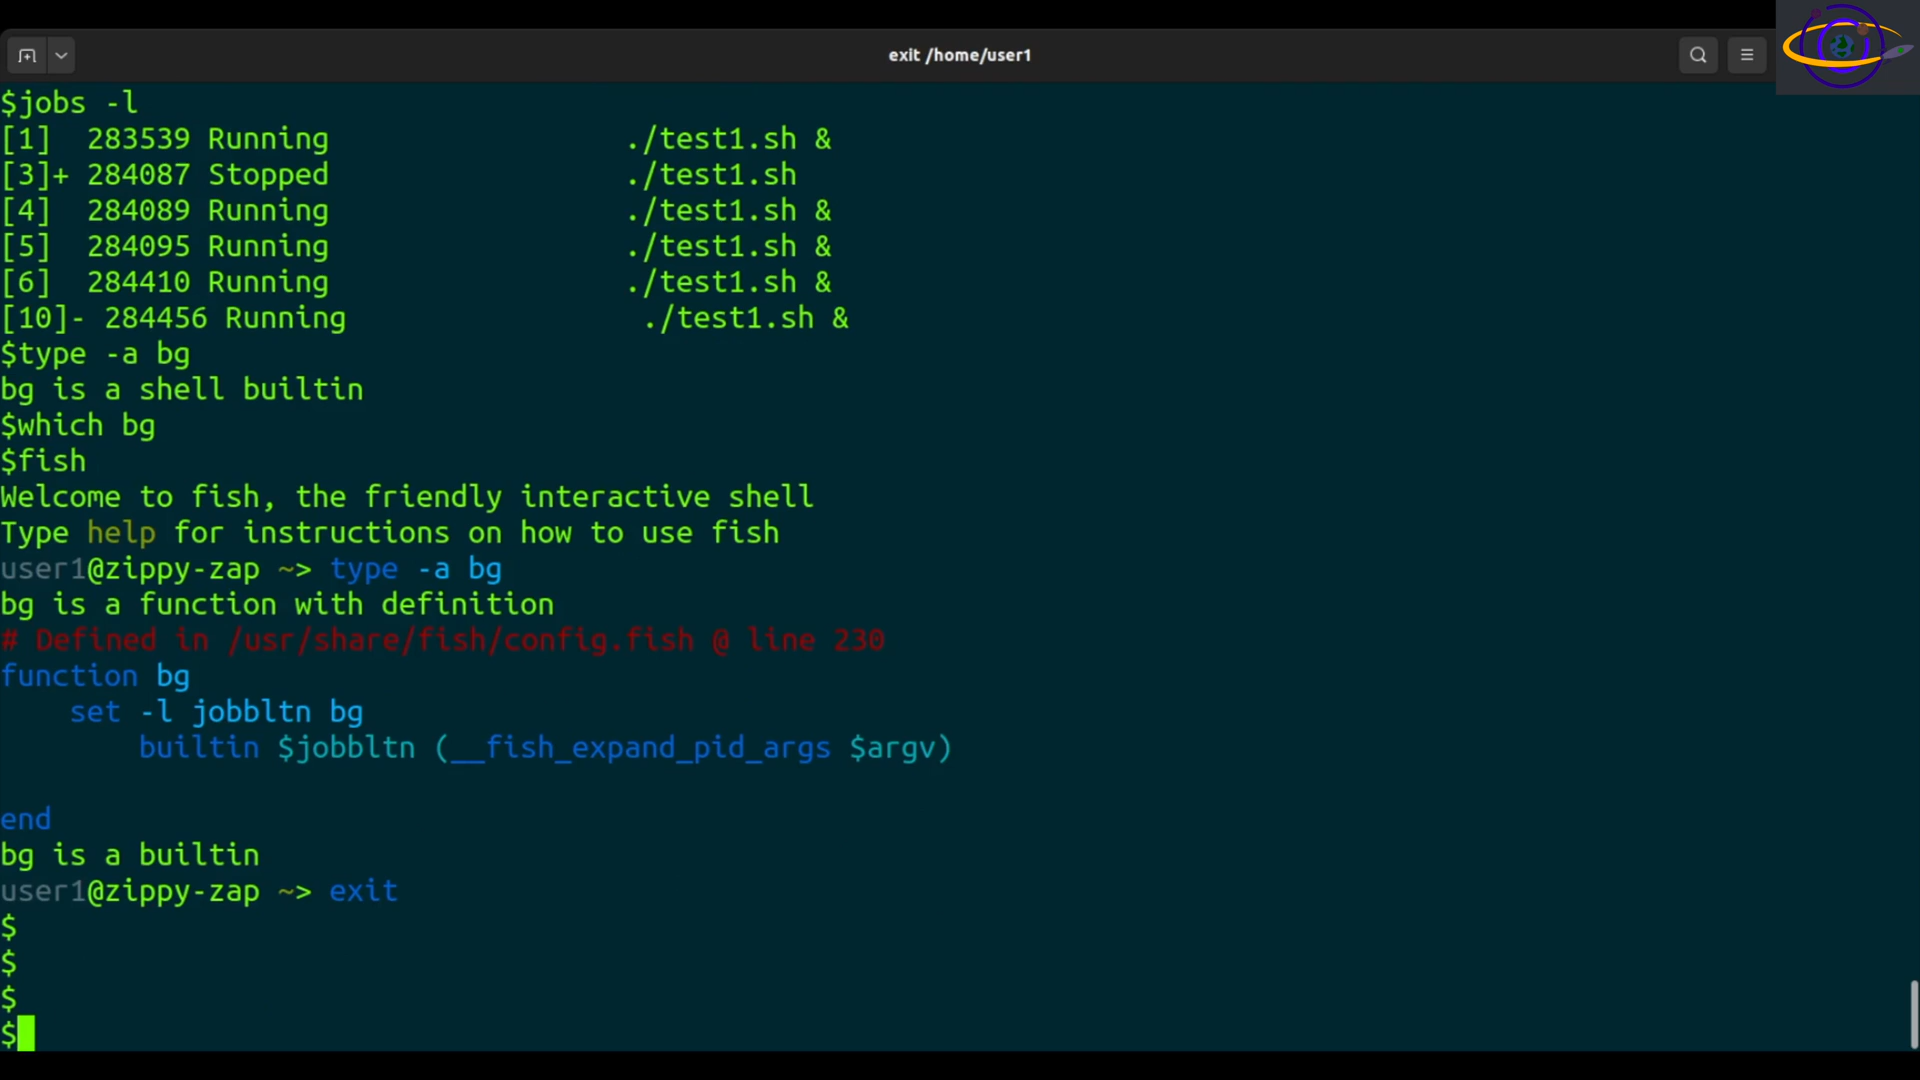 exit /home/user1
$jobs -l
[1]   283539 Running                 ./test1.sh &
[3]+ 284087 Stopped                 ./test1.sh
[4]   284089 Running                 ./test1.sh &
[5]   284095 Running                 ./test1.sh &
[6]   284410 Running                 ./test1.sh &
[10]- 284456 Running                 ./test1.sh &
$type -a bg
bg is a shell builtin
$which bg
$fish
Welcome to fish, the friendly interactive shell
Type help for instructions on how to use fish
user1@zippy-zap ~> type -a bg
bg is a function with definition
# Defined in /usr/share/fish/config.fish @ line 230
function bg
    set -l jobbltn bg
        builtin $jobbltn (__fish_expand_pid_args $argv)
end
bg is a builtin
user1@zippy-zap ~> exit
$
$
$
$